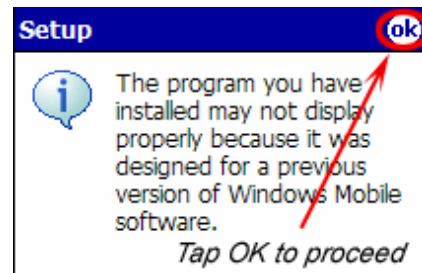 Setup ok
The program you have
installed may not display
properly because it was
designed for a previous
version of Windows Mobile
software.
Tap OK to proceed